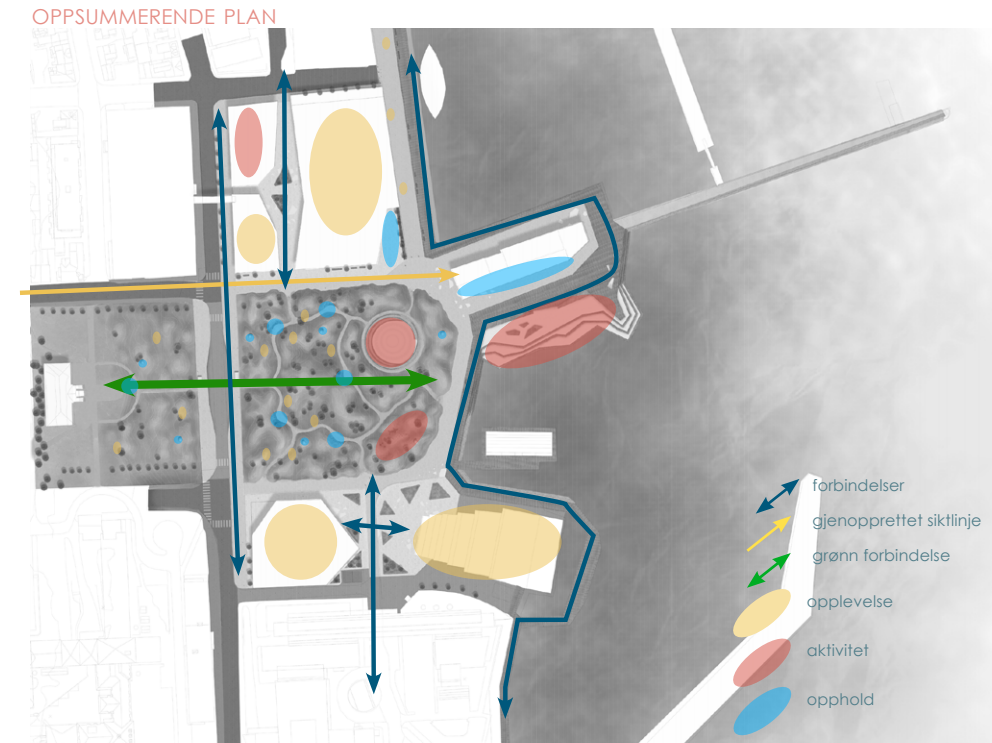 OPPSUMMERENDE PLAN
forbindelser
gjenopprettet siktlinje
grønn forbindelse
opplevelse
aktivitet
opphold